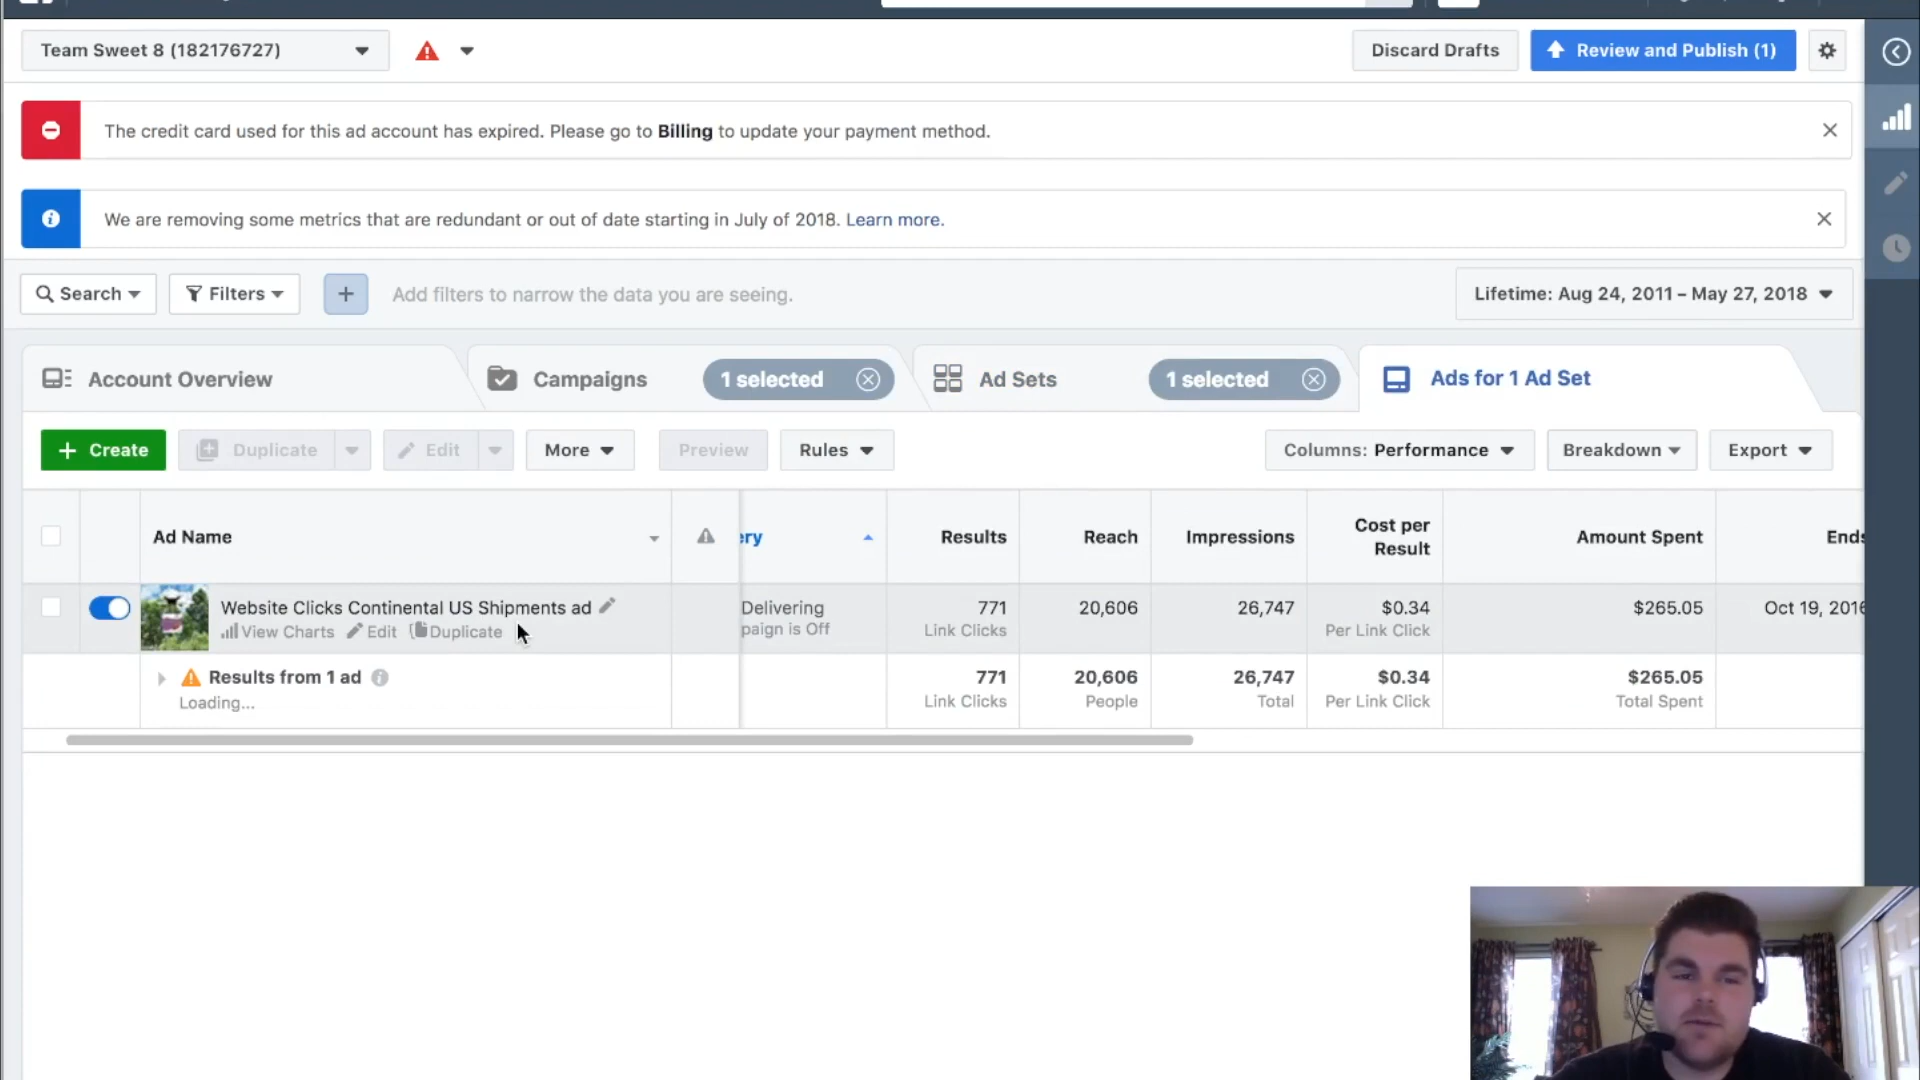 Team Sweet 8 (182176727)
Discard Drafts
Review and Publish (1)
The credit card used for this ad account has expired. Please go to Billing to update your payment method.
We are removing some metrics that are redundant or out of date starting in July of 2018. Learn more.
Search
Filters
+
Add filters to narrow the data you are seeing.
Lifetime: Aug 24, 2011 – May 27, 2018
Account Overview
Campaigns
1 selected
Ad Sets
1 selected
Ads for 1 Ad Set
+ Create
Duplicate
Edit
More
Preview
Rules
Columns: Performance
Breakdown
Export
Ad Name
ery
Results
Reach
Impressions
Cost per
Result
Amount Spent
Ends
Website Clicks Continental US Shipments ad
View Charts
Edit
Duplicate
Delivering
paign is Off
771
Link Clicks
20,606
26,747
$0.34
Per Link Click
$265.05
Oct 19, 2016
Results from 1 ad
Loading...
771
Link Clicks
20,606
People
26,747
Total
$0.34
Per Link Click
$265.05
Total Spent